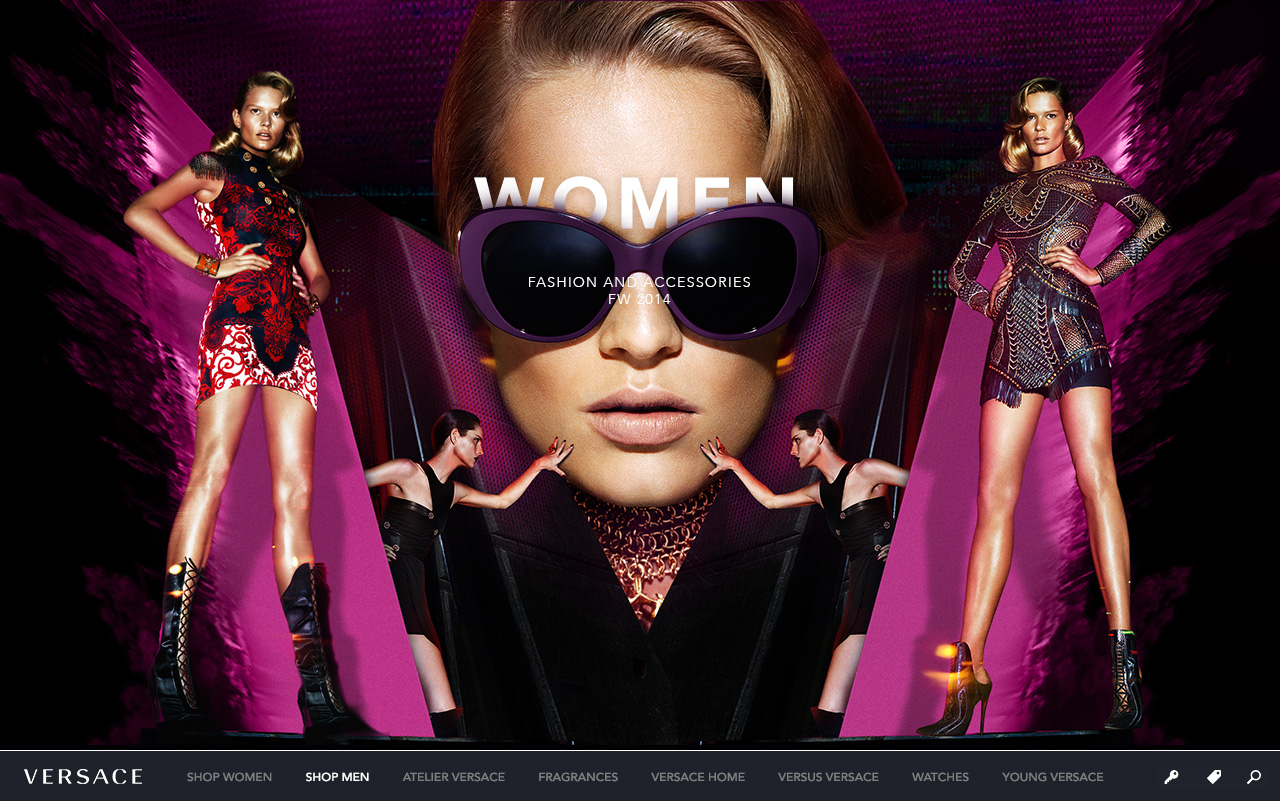 WOMEN
FASHION AND ACCESSORIES
FW 2014
VERSACE SHOP WOMEN SHOP MEN ATELIER VERSACE FRAGRANCES VERSACE HOME VERSUS VERSACE WATCHES YOUNG VERSACE